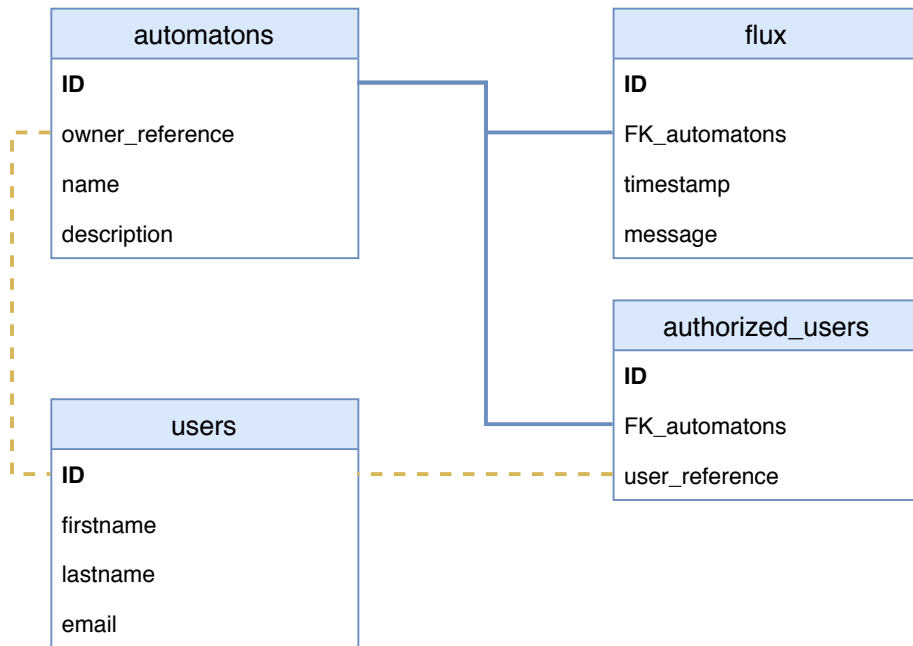 automatons
ID
owner_reference
name
description
flux
ID
FK_automatons
timestamp
message
authorized_users
ID
FK_automatons
user_reference
users
ID
firstname
lastname
email